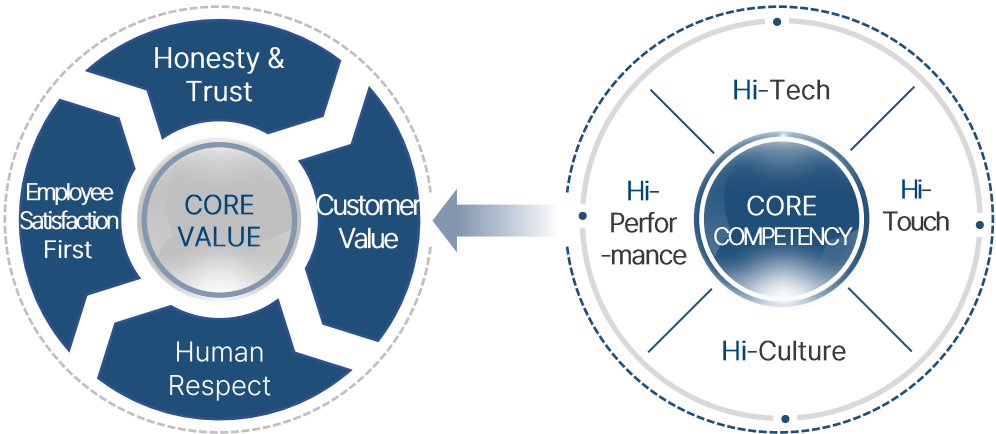 Honesty &
Trust
Employee
Satisfaction
First
CORE
VALUE
Customer
Value
Human
Respect
Hi-Tech
Hi-
Perfor
-mance
CORE
COMPETENCY
Hi-
Touch
Hi-Culture